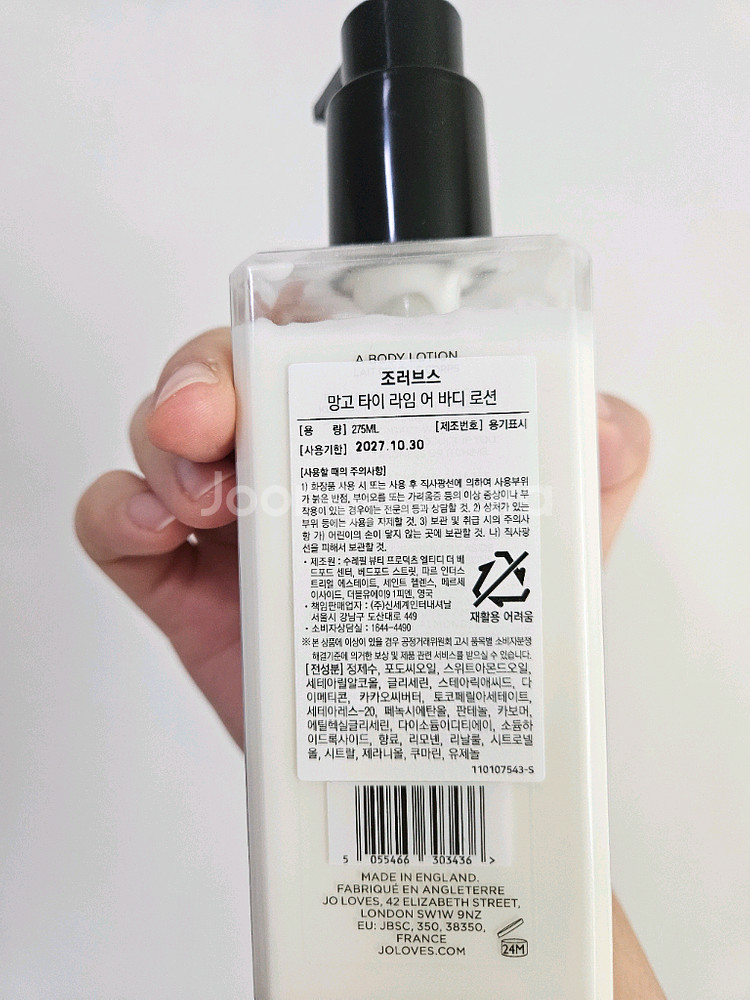 A BODY LOTION
조러브스
망고 타이 라임 어 바디 로션
[용 량] 275ML [제조번호] 용기표시
[사용기한] 2027.10.30
[사용할 때의 주의사항]
1) 화장품 사용 시 또는 사용 후 직사광선에 의하여 사용부위
가 붉은 반점, 부어오름 또는 가려움증 등의 이상 증상이나 부
작용이 있는 경우에는 전문의 등과 상담할 것. 2) 상처가 있는
부위 등에는 사용을 자제할 것. 3) 보관 및 취급 시의 주의사
항 가) 어린이의 손이 닿지 않는 곳에 보관할 것. 나) 직사광
선을 피해서 보관할 것.
• 제조원 : 수레필 뷰티 프로덕츠 엘티디 더 베
드포드 센터, 베드포드 스트릿, 파르 인더스
트리얼 에스테이트, 세인트 헬렌스, 머르세
이사이드, 더블유에이9 1피엔, 영국
• 책임판매업자 : (주)신세계인터내셔날
서울시 강남구 도산대로 449
• 소비자상담실 : 1644-4490
재활용 어려움
※ 본 상품에 이상이 있을 경우 공정거래위원회 고시 품목별 소비자분쟁
해결기준에 의거한 보상 및 제품 관련 서비스를 받으실 수 있습니다.
[전성분] 정제수, 포도씨오일, 스위트아몬드오일,
세테아릴알코올, 글리세린, 스테아릭애씨드, 다
이메티콘, 카카오씨버터, 토코페릴아세테이트,
세테아레스-20, 페녹시에탄올, 판테놀, 카보머,
에틸헥실글리세린, 다이소듐이디티에이, 소듐하
이드록사이드, 향료, 리모넨, 리날룰, 시트로넬
올, 시트랄, 제라니올, 쿠마린, 유제놀
110107543-S
5 055466 303436 >
MADE IN ENGLAND.
FABRIQUÉ EN ANGLETERRE
JO LOVES, 42 ELIZABETH STREET,
LONDON SW1W 9NZ
EU: JBSC, 350, 38350,
FRANCE
JOLOVES.COM
24M